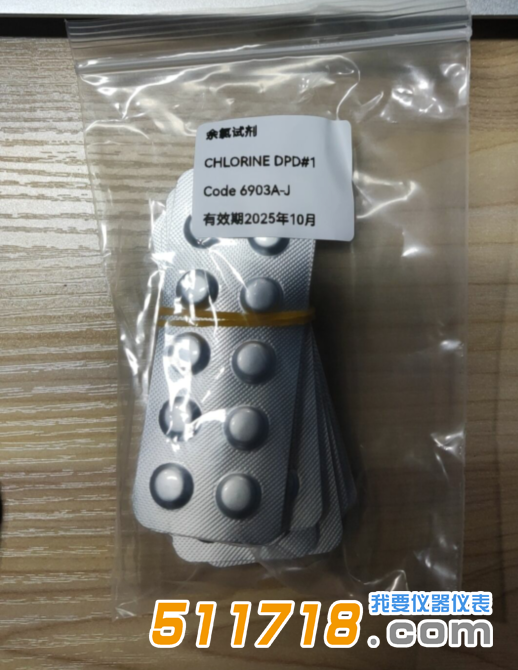 余氯试剂
CHLORINE DPD#1
Code 6903A-J
有效期2025年10月
我要仪器仪表
511718.com